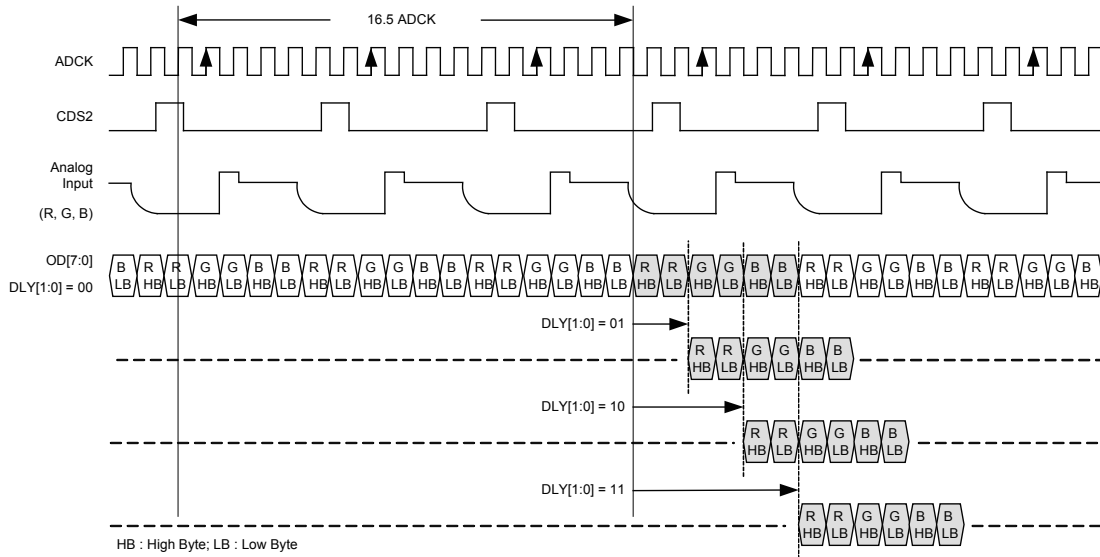 16.5 ADCK
ADCK
CDS2
Analog
Input
(R, G, B)
OD[7:0]
B R R G G B B R R G G B B R R G G B B R R G G B B R R G G B B R R G G B
DLY[1:0] = 00
LB HB LB HB LB HB LB HB LB HB LB HB LB HB LB HB LB HB LB HB LB HB LB HB LB HB LB HB LB HB LB HB LB HB LB HB
DLY[1:0] = 01
R R G G B B
HB LB HB LB HB LB
DLY[1:0] = 10
R R G G B B
HB LB HB LB HB LB
DLY[1:0] = 11
R R G G B B
HB LB HB LB HB LB
HB : High Byte; LB : Low Byte